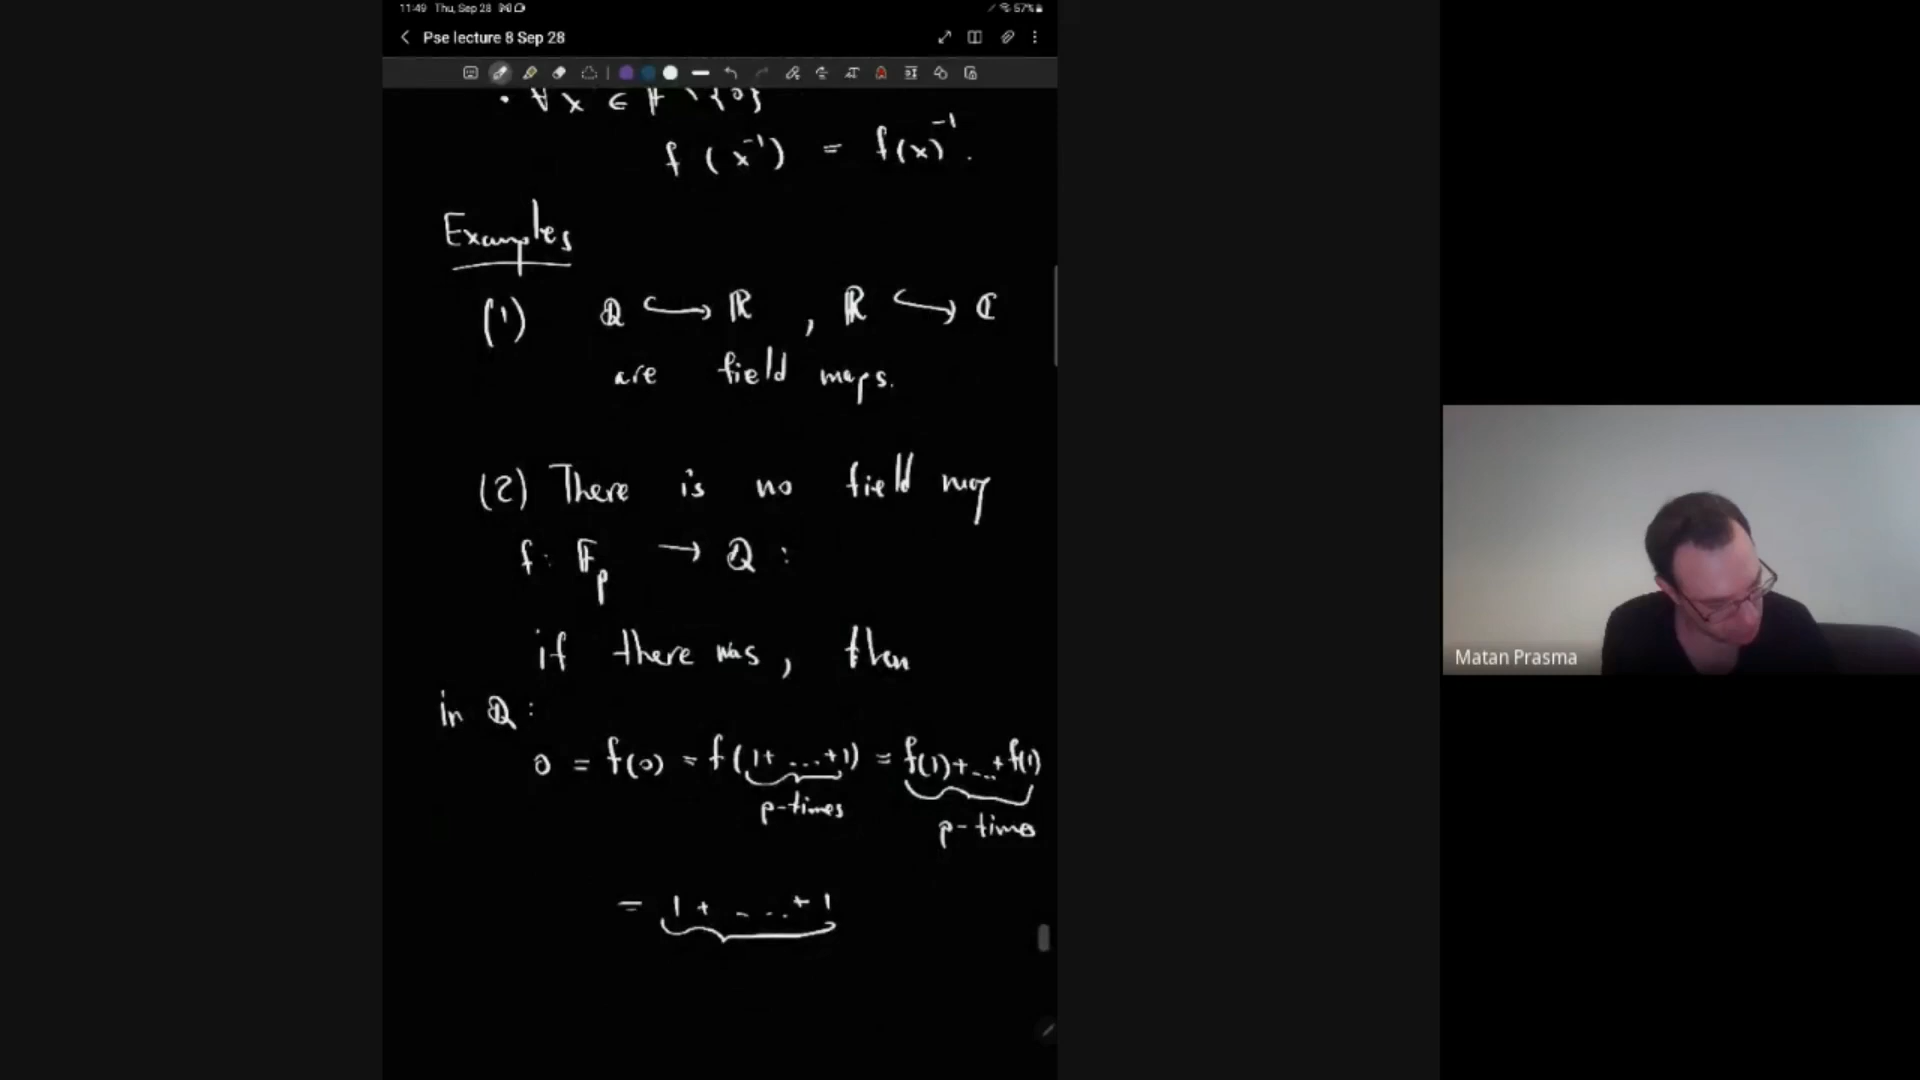 11:49 Thu, Sep 28
57%
Pse lecture 8 Sep 28
• ∀ x ∈ 𝔽 \ {0}
f (x⁻¹) = f(x)⁻¹.
Examples
(1) ℚ ↪ ℝ , ℝ ↪ ℂ
are field maps.
(2) There is no field map
f: 𝔽ₚ → ℚ :
if there was, then
in ℚ :
0 = f(0) = f(1+ ... +1) = f(1)+...+f(1)
p-times
p-times
= 1 + ... + 1
Matan Prasma